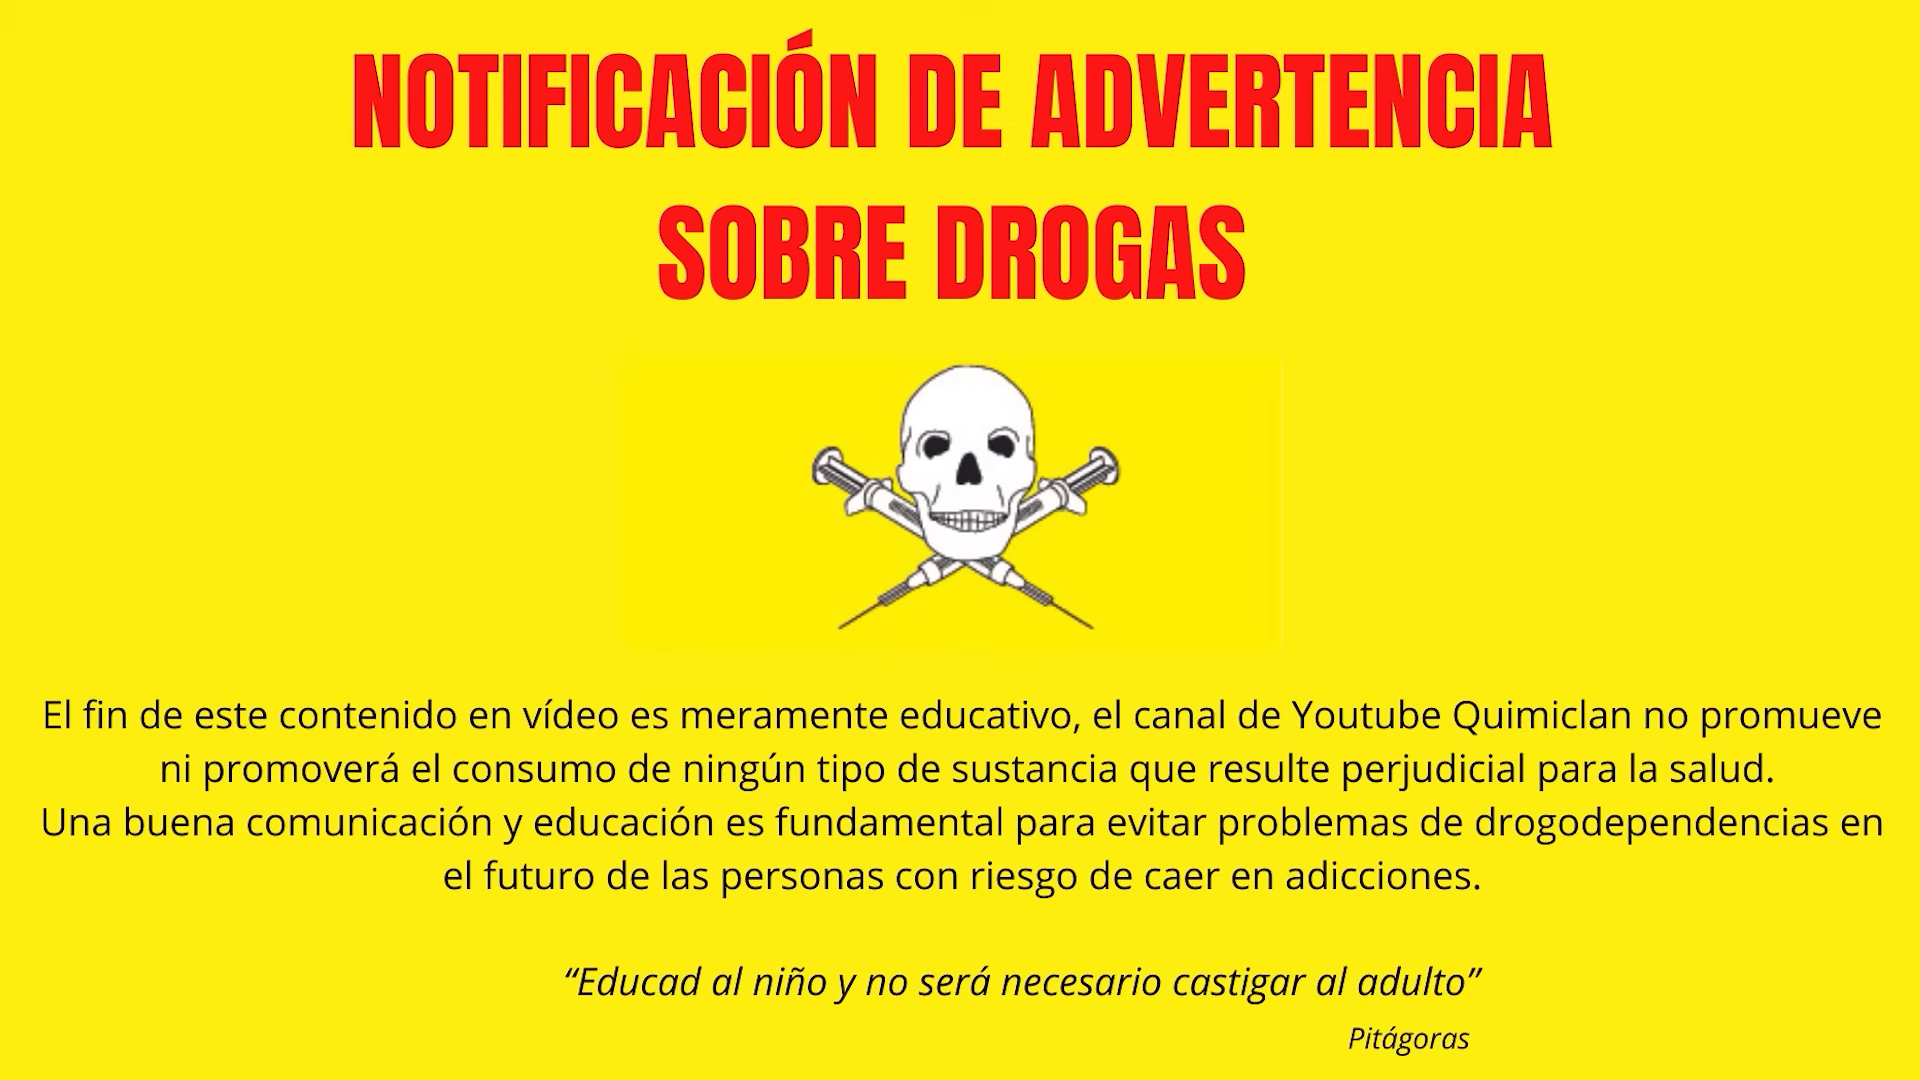 NOTIFICACIÓN DE ADVERTENCIA
SOBRE DROGAS
El fin de este contenido en vídeo es meramente educativo, el canal de Youtube Quimiclan no promueve
ni promoverá el consumo de ningún tipo de sustancia que resulte perjudicial para la salud.
Una buena comunicación y educación es fundamental para evitar problemas de drogodependencias en
el futuro de las personas con riesgo de caer en adicciones.
“Educad al niño y no será necesario castigar al adulto”
Pitágoras